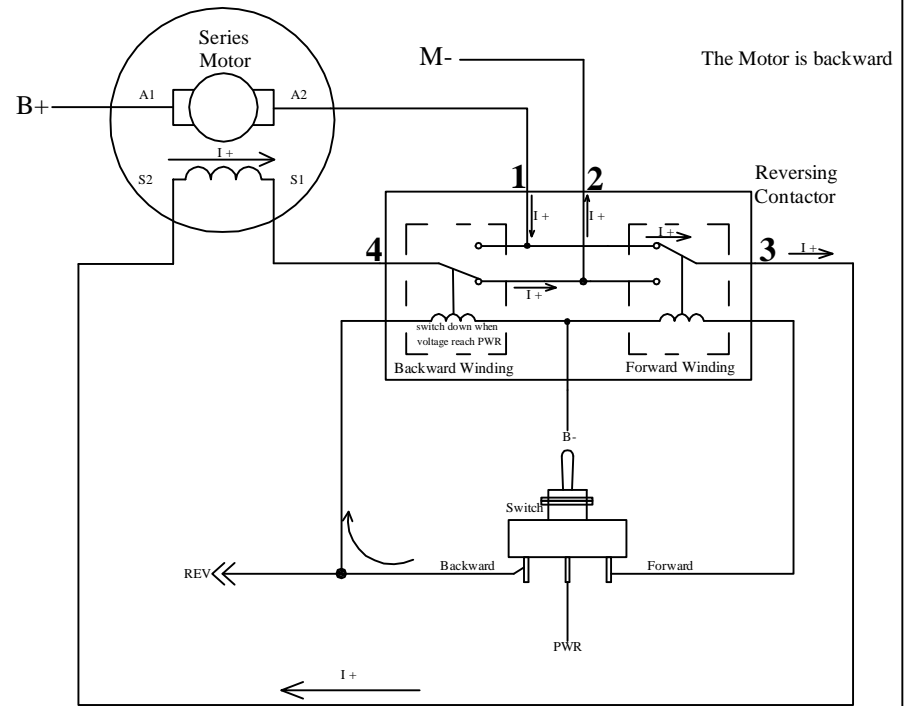 Series
Motor
M-
The Motor is backward
B+
A1
A2
I +
S2
S1
1
2
Reversing
Contactor
I +
I +
I +
4
3
I +
I +
switch down when
voltage reach PWR
Backward Winding
Forward Winding
B-
Switch
REV
Backward
Forward
PWR
I +